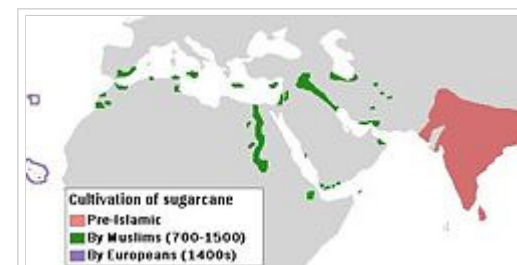 Cultivation of sugarcane
Pre-Islamic
By Muslims (700-1500)
By Europeans (1400s)